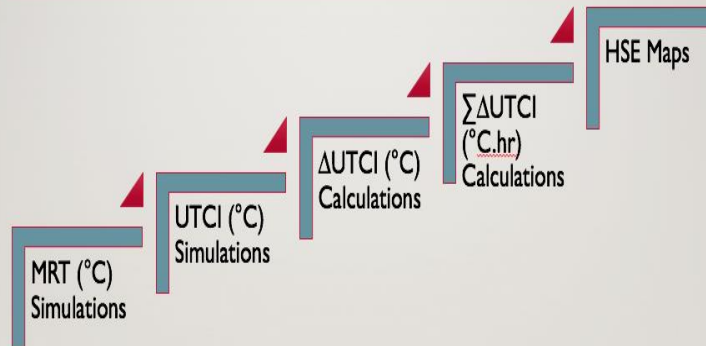 MRT (°C)
Simulations
UTCI (°C)
Simulations
∆UTCI (°C)
Calculations
∑∆UTCI
(°C.hr)
Calculations
HSE Maps